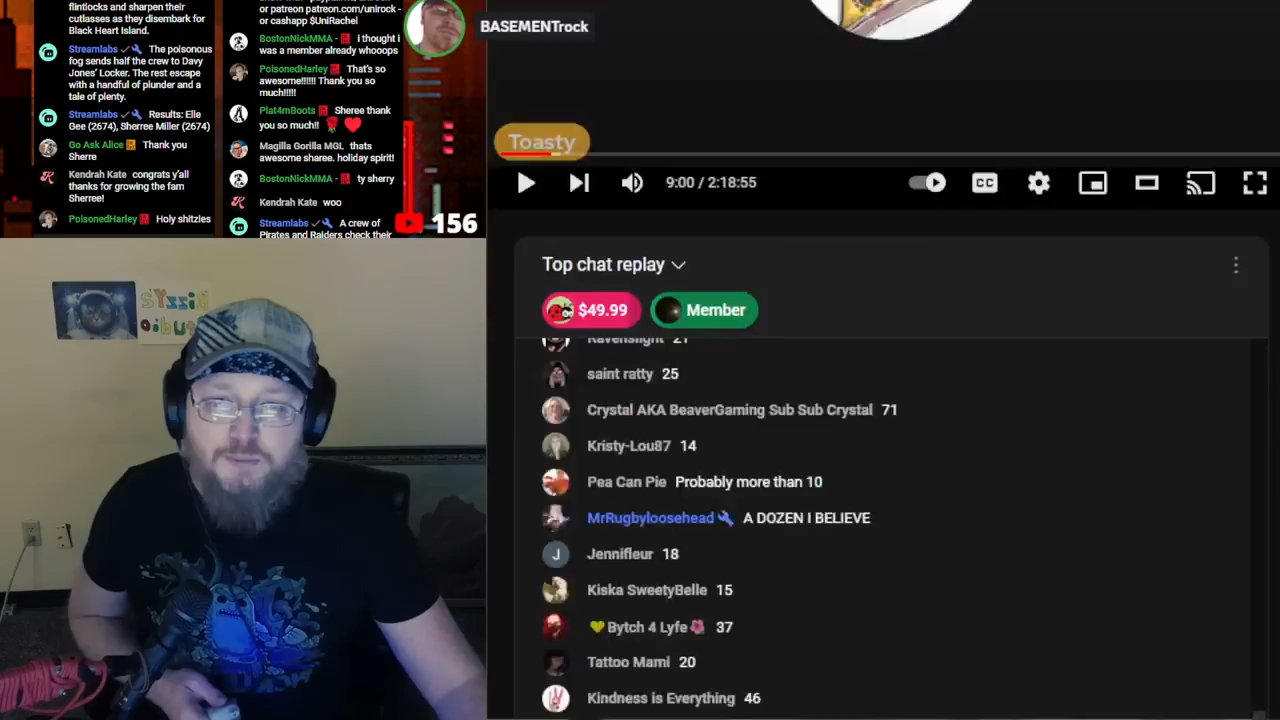 flintlocks and sharpen their
cutlasses as they disembark for
Black Heart Island.
Streamlabs The poisonous
fog sends half the crew to Davy
Jones' Locker. The rest escape
with a handful of plunder and a
tale of plenty.
Streamlabs Results: Elle
Gee (2674), Sherree Miller (2674)
Go Ask Alice Thank you
Sherre
Kendrah Kate congrats y'all
thanks for growing the fam
Sherree!
PoisonedHarley Holy shitzies
or patreon patreon.com/unirock -
or cashapp $UniRachel
BostonNickMMA - i thought i
was a member already whooops
PoisonedHarley That's so
awesome!!!!!! Thank you so
much!!!!!
Plat4mBoots Sheree thank
you so much!!
Magilla Gorilla MGL thats
awesome sharee. holiday spirit!
BostonNickMMA - ty sherry
Kendrah Kate woo
Streamlabs A crew of
Pirates and Raiders check their
156
BASEMENTrock
Toasty
9:00 / 2:18:55
CC
Top chat replay
$49.99
Member
Ravenslight 21
saint ratty 25
Crystal AKA BeaverGaming Sub Sub Crystal 71
Kristy-Lou87 14
Pea Can Pie Probably more than 10
MrRugbyloosehead A DOZEN I BELIEVE
J Jennifleur 18
Kiska SweetyBelle 15
Bytch 4 Lyfe 37
Tattoo Mami 20
Kindness is Everything 46